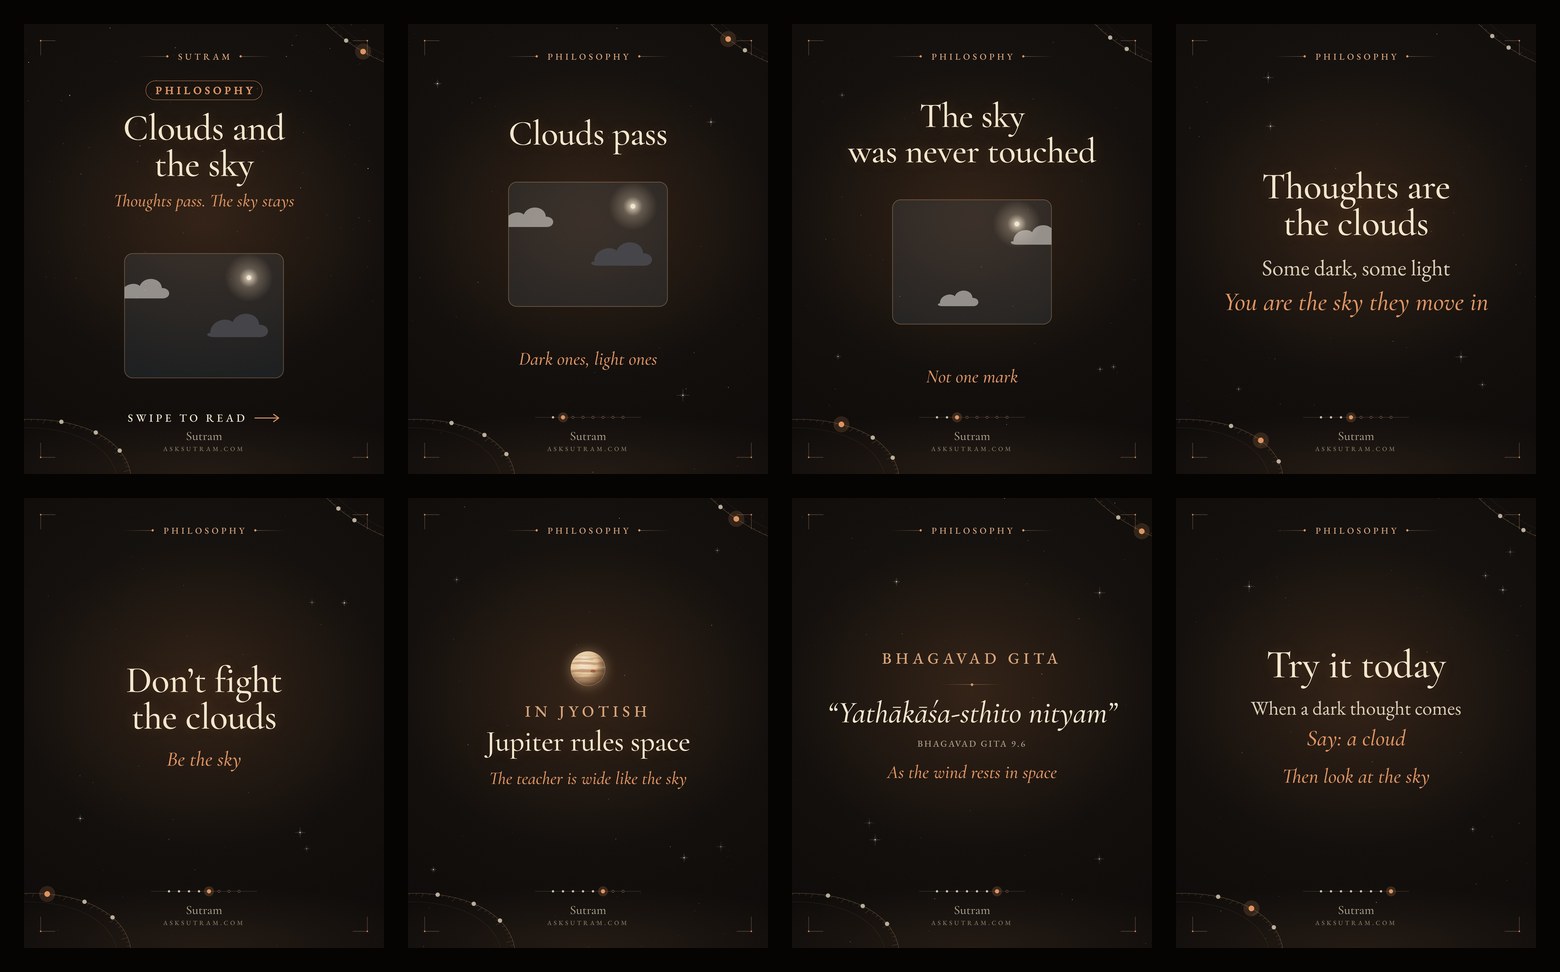 SUTRAM
PHILOSOPHY
Clouds and
the sky
Thoughts pass. The sky stays
SWIPE TO READ
Sutram
ASKSUTRAM.COM
PHILOSOPHY
Clouds pass
Dark ones, light ones
Sutram
ASKSUTRAM.COM
PHILOSOPHY
The sky
was never touched
Not one mark
Sutram
ASKSUTRAM.COM
PHILOSOPHY
Thoughts are
the clouds
Some dark, some light
You are the sky they move in
Sutram
ASKSUTRAM.COM
PHILOSOPHY
Don’t fight
the clouds
Be the sky
Sutram
ASKSUTRAM.COM
PHILOSOPHY
IN JYOTISH
Jupiter rules space
The teacher is wide like the sky
Sutram
ASKSUTRAM.COM
PHILOSOPHY
BHAGAVAD GITA
“Yathākāśa-sthito nityam”
BHAGAVAD GITA 9.6
As the wind rests in space
Sutram
ASKSUTRAM.COM
PHILOSOPHY
Try it today
When a dark thought comes
Say: a cloud
Then look at the sky
Sutram
ASKSUTRAM.COM